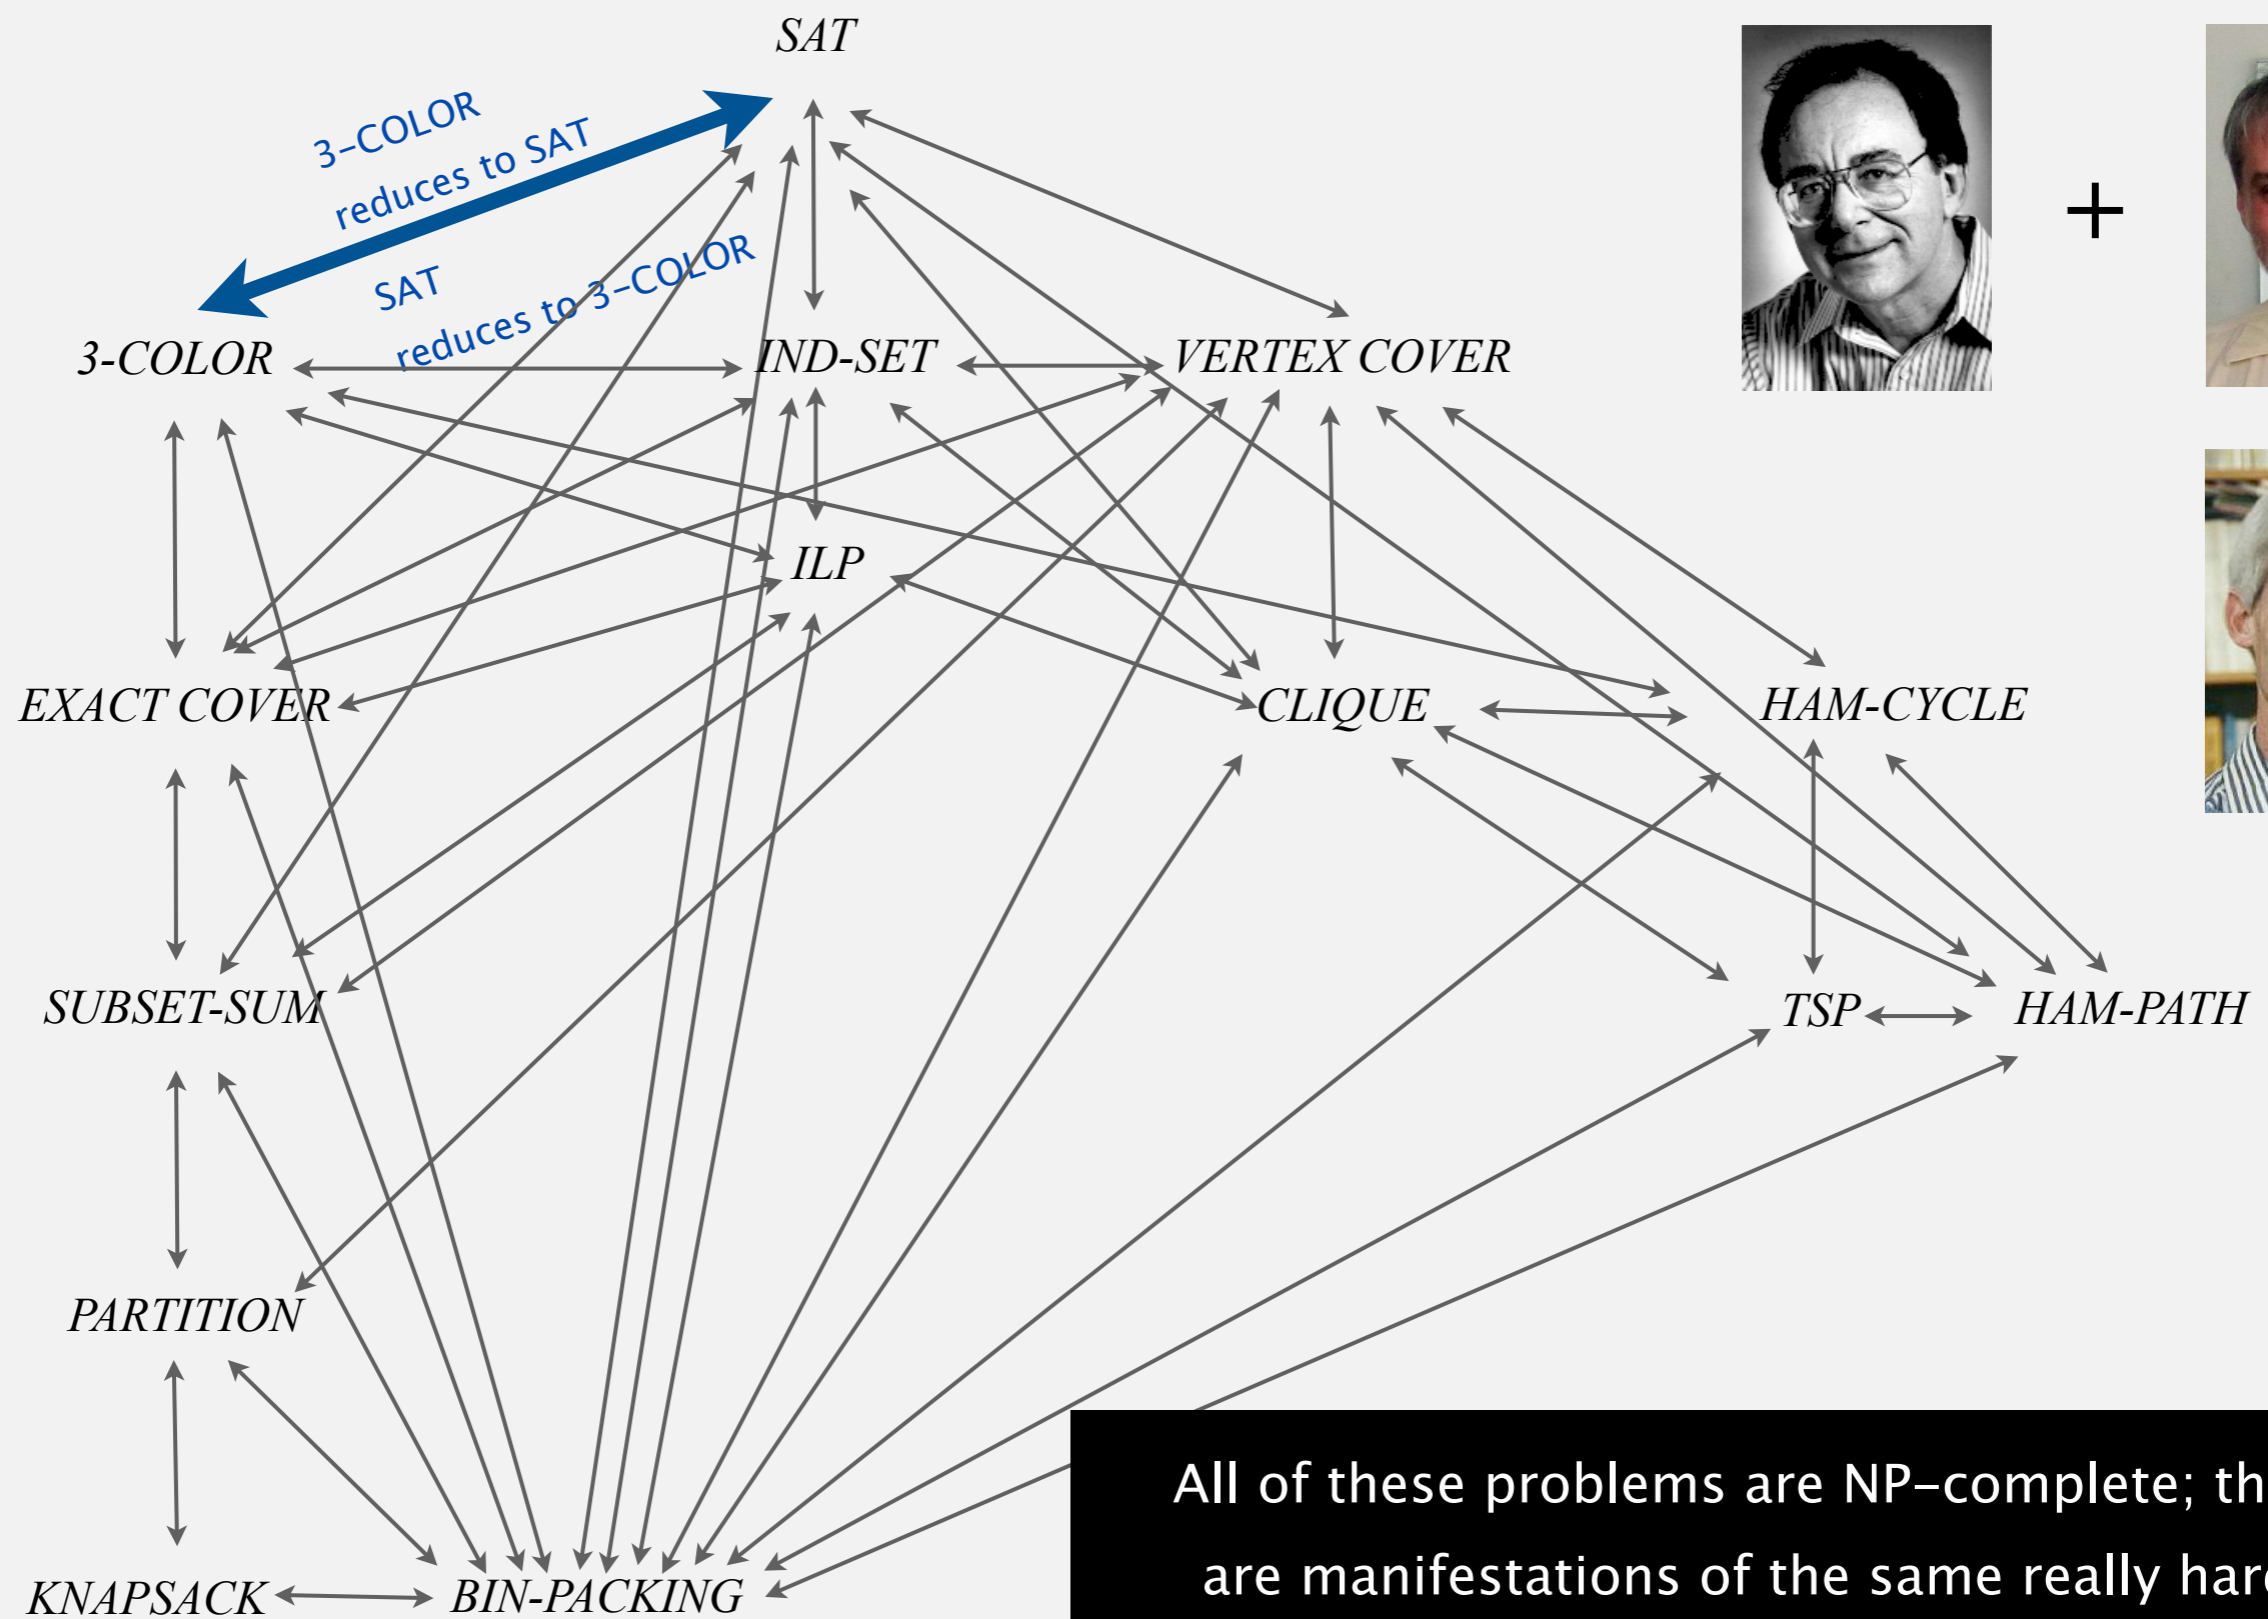 SAT
3–COLOR
reduces to SAT
SAT
reduces to 3–COLOR
+
3-COLOR
IND-SET
VERTEX COVER
ILP
EXACT COVER
CLIQUE
HAM-CYCLE
SUBSET-SUM
TSP
HAM-PATH
PARTITION
All of these problems are NP–complete; th
are manifestations of the same really har
KNAPSACK
BIN-PACKING